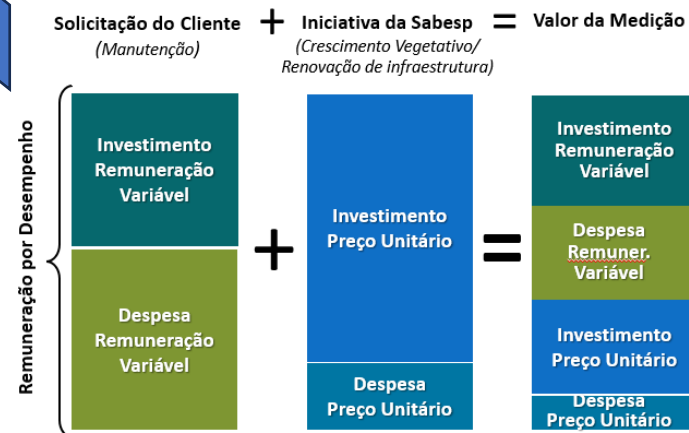 Solicitação do Cliente + Iniciativa da Sabesp = Valor da Medição
(Manutenção)
(Crescimento Vegetativo/
Renovação de infraestrutura)
Remuneração por Desempenho
Investimento
Remuneração
Variável
Despesa
Remuneração
Variável
+
Investimento
Preço Unitário
Despesa
Preço Unitário
=
Investimento
Remuneração
Variável
Despesa
Remuner.
Variável
Investimento
Preço Unitário
Despesa
Preço Unitário